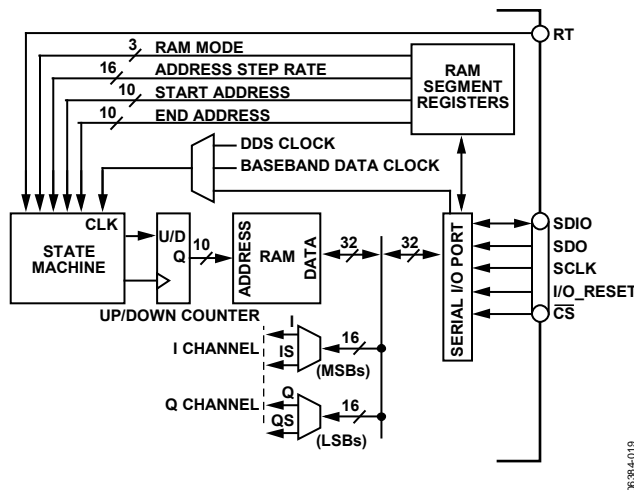 RT
3 RAM MODE
16 ADDRESS STEP RATE
10 START ADDRESS
10 END ADDRESS
RAM
SEGMENT
REGISTERS
DDS CLOCK
BASEBAND DATA CLOCK
CLK
STATE
MACHINE
U/D
Q
10
ADDRESS
RAM
DATA
32
32
SERIAL I/O PORT
SDIO
SDO
SCLK
I/O_RESET
CS
UP/DOWN COUNTER
I CHANNEL
I
IS
16
(MSBs)
Q CHANNEL
Q
QS
16
(LSBs)
06384-019